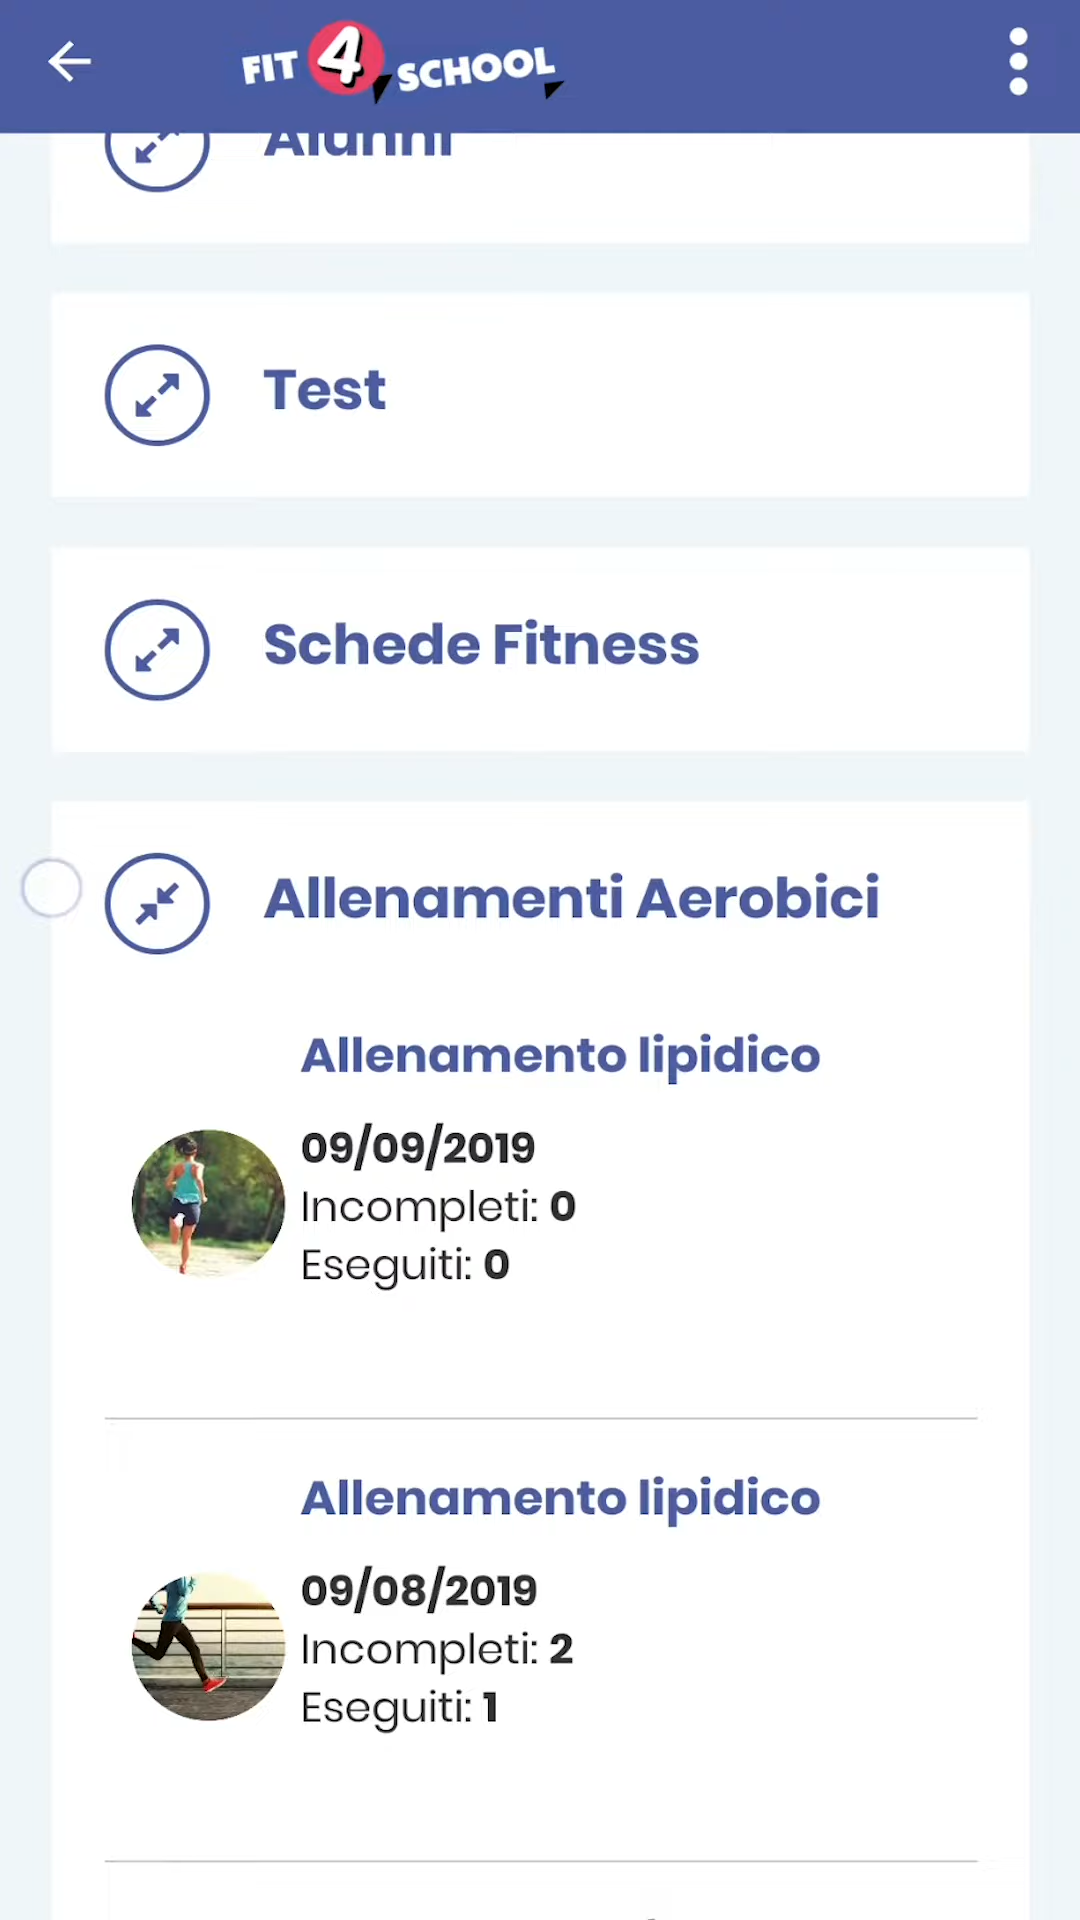 FIT 4 SCHOOL
Alunni
Test
Schede Fitness
Allenamenti Aerobici
Allenamento lipidico
09/09/2019
Incompleti: 0
Eseguiti: 0
Allenamento lipidico
09/08/2019
Incompleti: 2
Eseguiti: 1